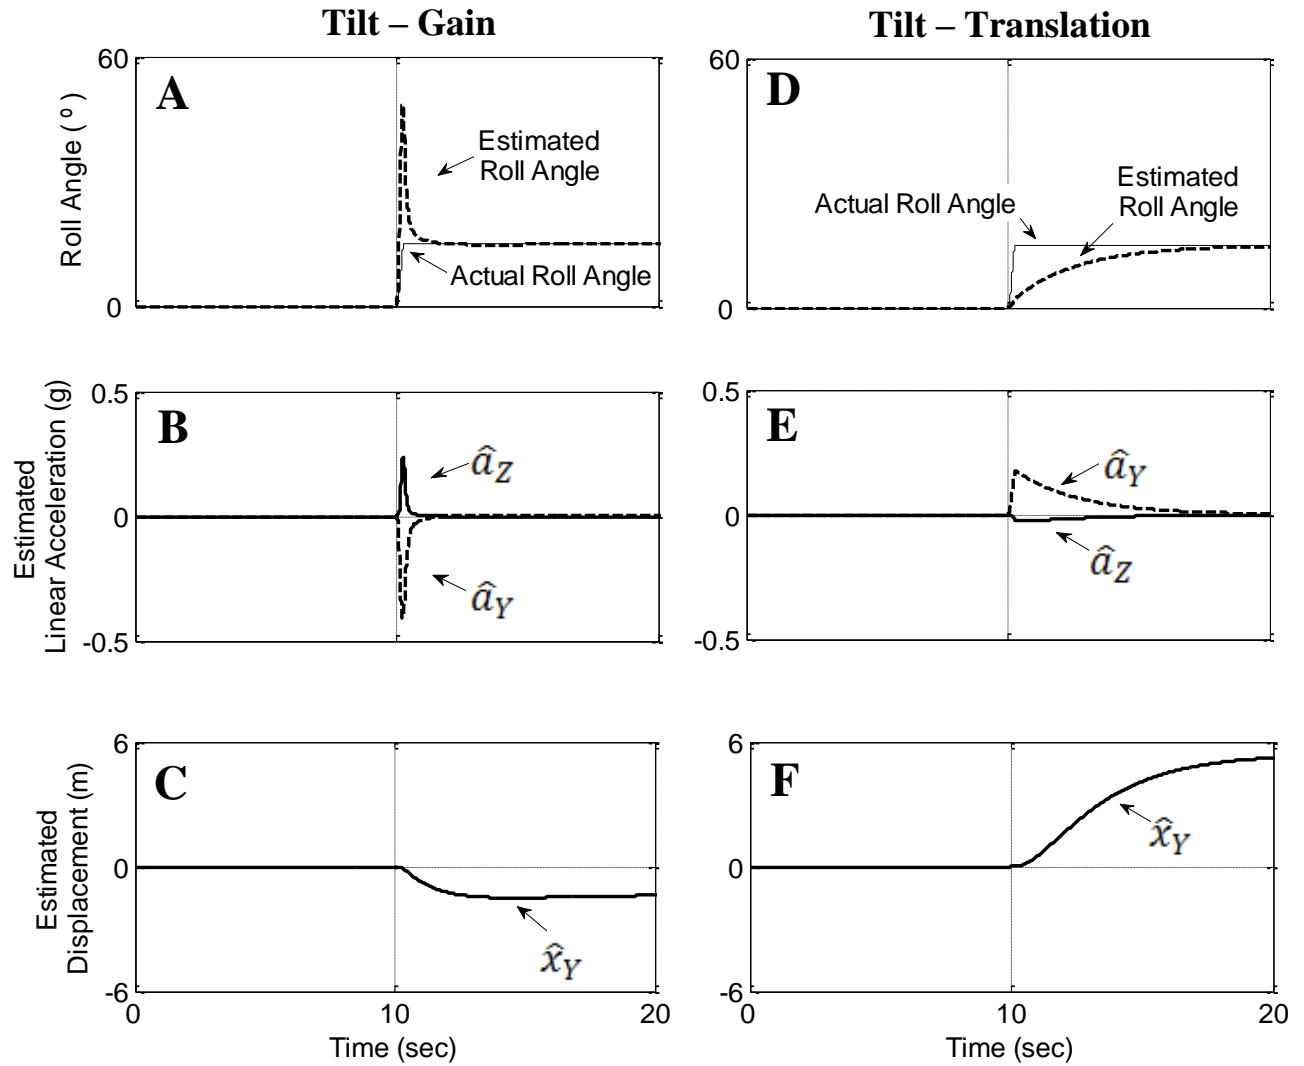 Tilt – Gain
Tilt – Translation
A
60
0
Roll Angle ( º )
Estimated
Roll Angle
Actual Roll Angle
D
60
0
Actual Roll Angle
Estimated
Roll Angle
B
0.5
0
-0.5
Estimated
Linear Acceleration (g)
â_Z
â_Y
E
0.5
0
-0.5
â_Y
â_Z
C
6
0
-6
Estimated
Displacement (m)
x̂_Y
0
10
20
Time (sec)
F
6
0
-6
x̂_Y
0
10
20
Time (sec)